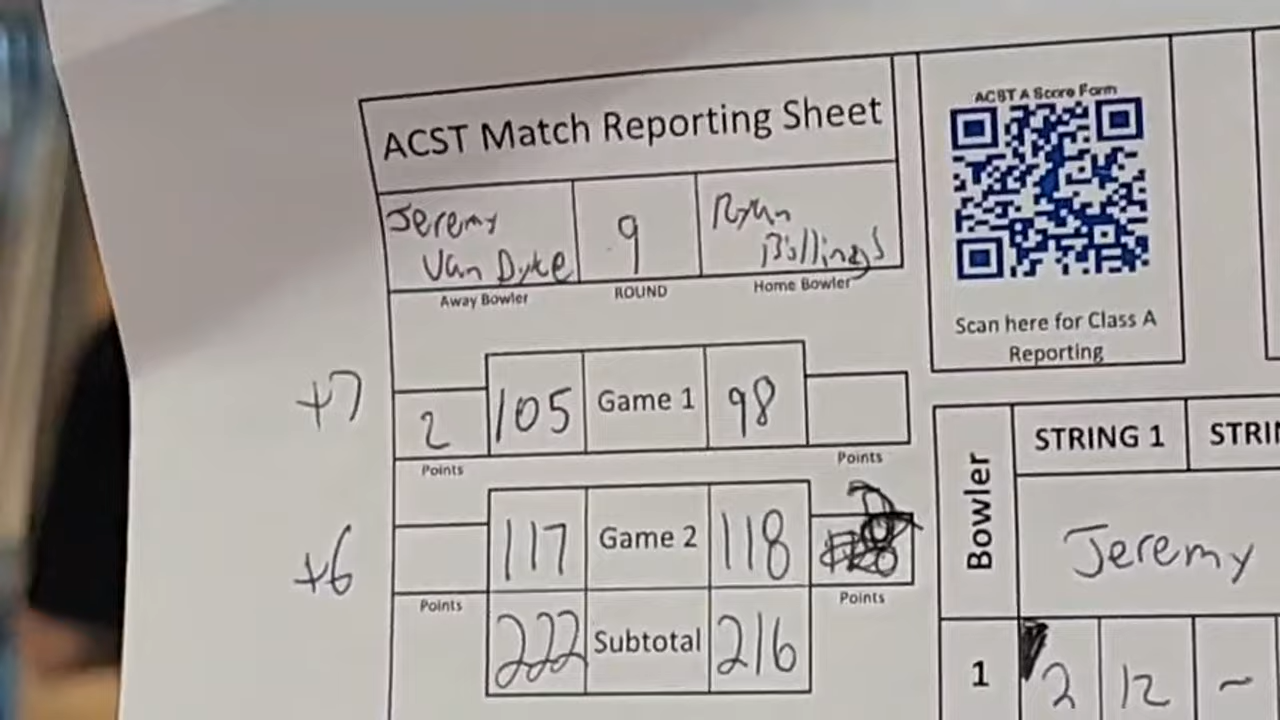 ACST Match Reporting Sheet
Jeremy
Van Dyke
Away Bowler
9
ROUND
Ryan
Billings
Home Bowler
ACST A Score Form
Scan here for Class A
Reporting
+7
2
Points
105
Game 1
98
Points
+6
Points
117
Game 2
118
Points
222
Subtotal
216
Bowler
STRING 1
STRI
Jeremy
1
2
12
-